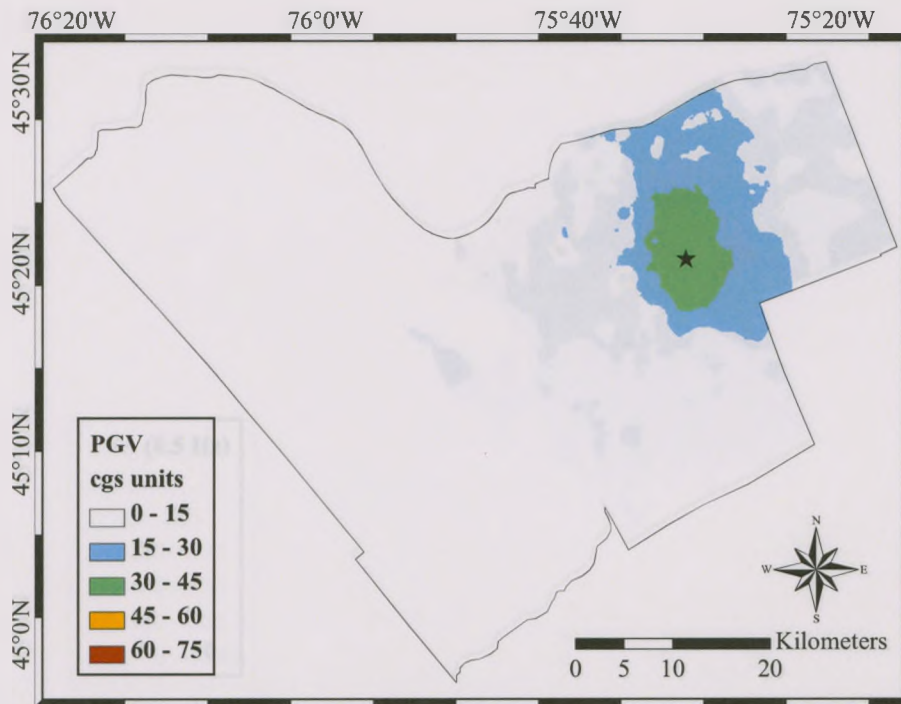 76°20'W 76°0'W 75°40'W 75°20'W
45°30'N
45°20'N
45°10'N
45°0'N
PGV
cgs units
0 - 15
15 - 30
30 - 45
45 - 60
60 - 75
N
W E
S
Kilometers
0 5 10 20